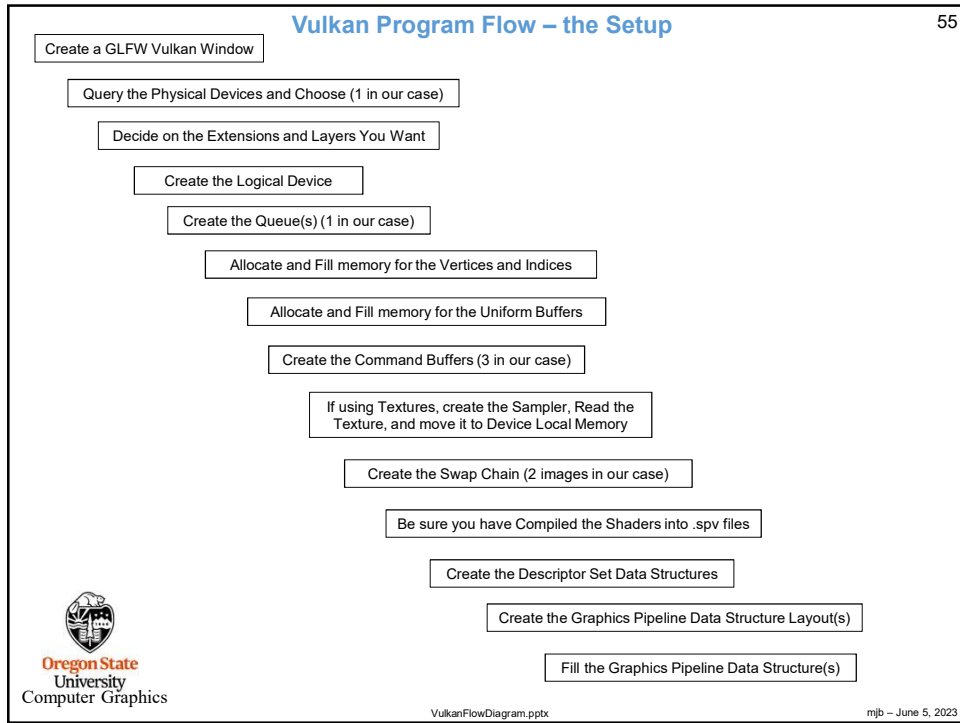 Vulkan Program Flow – the Setup
55
Create a GLFW Vulkan Window
Query the Physical Devices and Choose (1 in our case)
Decide on the Extensions and Layers You Want
Create the Logical Device
Create the Queue(s) (1 in our case)
Allocate and Fill memory for the Vertices and Indices
Allocate and Fill memory for the Uniform Buffers
Create the Command Buffers (3 in our case)
If using Textures, create the Sampler, Read the
Texture, and move it to Device Local Memory
Create the Swap Chain (2 images in our case)
Be sure you have Compiled the Shaders into .spv files
Create the Descriptor Set Data Structures
Create the Graphics Pipeline Data Structure Layout(s)
Fill the Graphics Pipeline Data Structure(s)
Oregon State
University
Computer Graphics
VulkanFlowDiagram.pptx
mjb – June 5, 2023